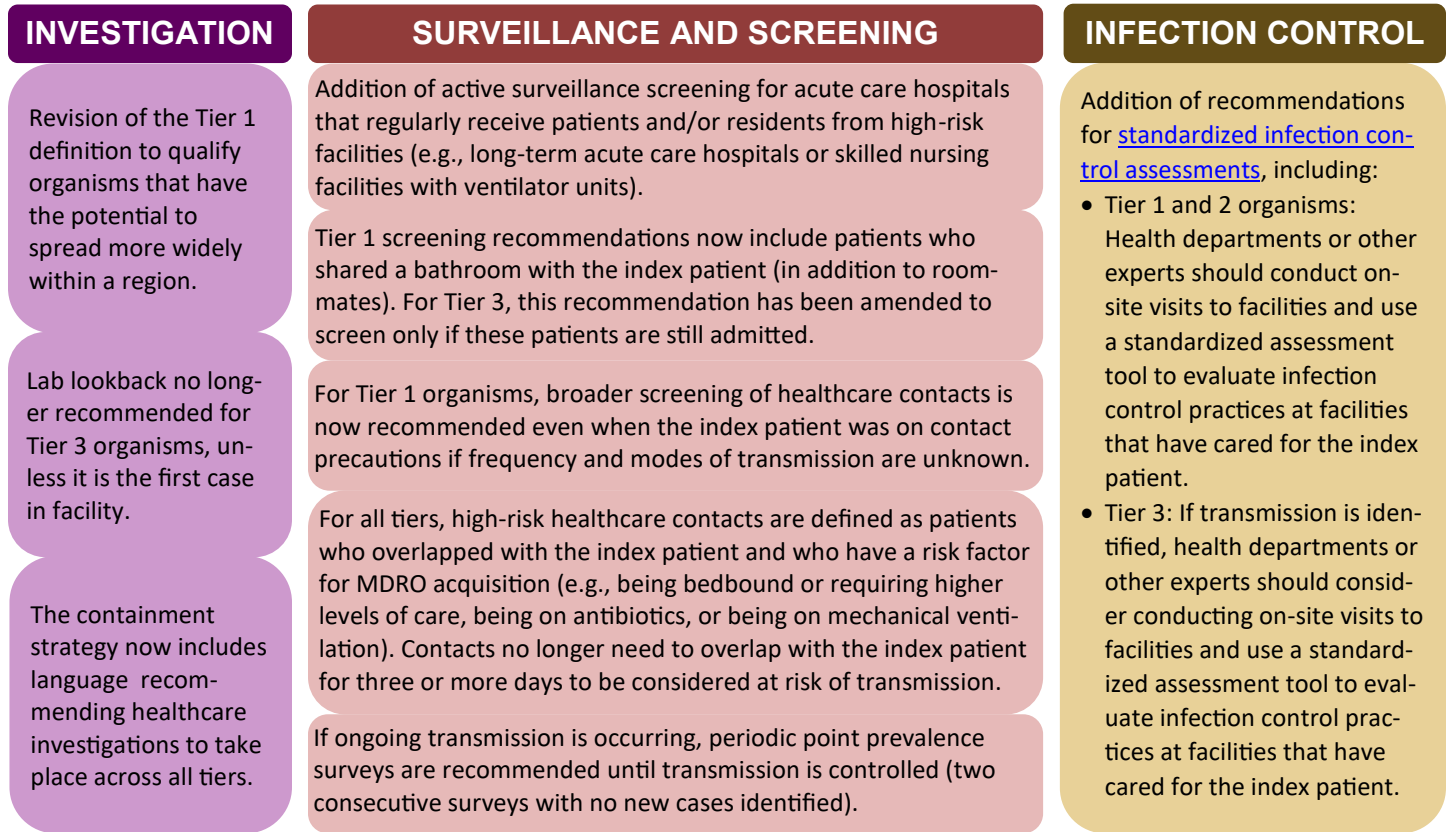 INVESTIGATION
Revision of the Tier 1
definition to qualify
organisms that have
the potential to
spread more widely
within a region.
Lab lookback no long-
er recommended for
Tier 3 organisms, un-
less it is the first case
in facility.
The containment
strategy now includes
language recom-
mending healthcare
investigations to take
place across all tiers.
SURVEILLANCE AND SCREENING
Addition of active surveillance screening for acute care hospitals
that regularly receive patients and/or residents from high-risk
facilities (e.g., long-term acute care hospitals or skilled nursing
facilities with ventilator units).
Tier 1 screening recommendations now include patients who
shared a bathroom with the index patient (in addition to room-
mates). For Tier 3, this recommendation has been amended to
screen only if these patients are still admitted.
For Tier 1 organisms, broader screening of healthcare contacts is
now recommended even when the index patient was on contact
precautions if frequency and modes of transmission are unknown.
For all tiers, high-risk healthcare contacts are defined as patients
who overlapped with the index patient and who have a risk factor
for MDRO acquisition (e.g., being bedbound or requiring higher
levels of care, being on antibiotics, or being on mechanical venti-
lation). Contacts no longer need to overlap with the index patient
for three or more days to be considered at risk of transmission.
If ongoing transmission is occurring, periodic point prevalence
surveys are recommended until transmission is controlled (two
consecutive surveys with no new cases identified).
INFECTION CONTROL
Addition of recommendations
for standardized infection con-
trol assessments, including:
• Tier 1 and 2 organisms:
Health departments or other
experts should conduct on-
site visits to facilities and use
a standardized assessment
tool to evaluate infection
control practices at facilities
that have cared for the index
patient.
• Tier 3: If transmission is iden-
tified, health departments or
other experts should consid-
er conducting on-site visits to
facilities and use a standard-
ized assessment tool to eval-
uate infection control prac-
tices at facilities that have
cared for the index patient.